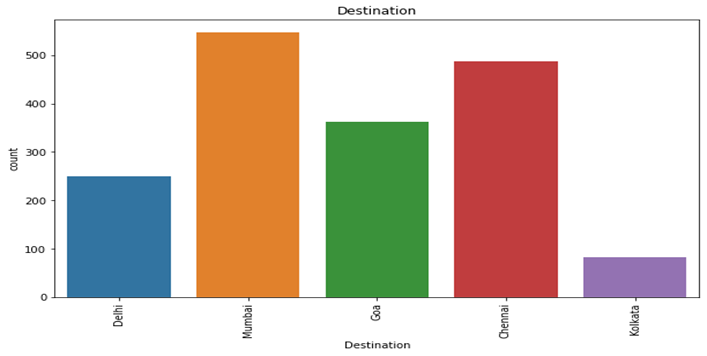 Destination
500
400
300
200
100
0
count
Delhi
Mumbai
Goa
Chennai
Kolkata
Destination